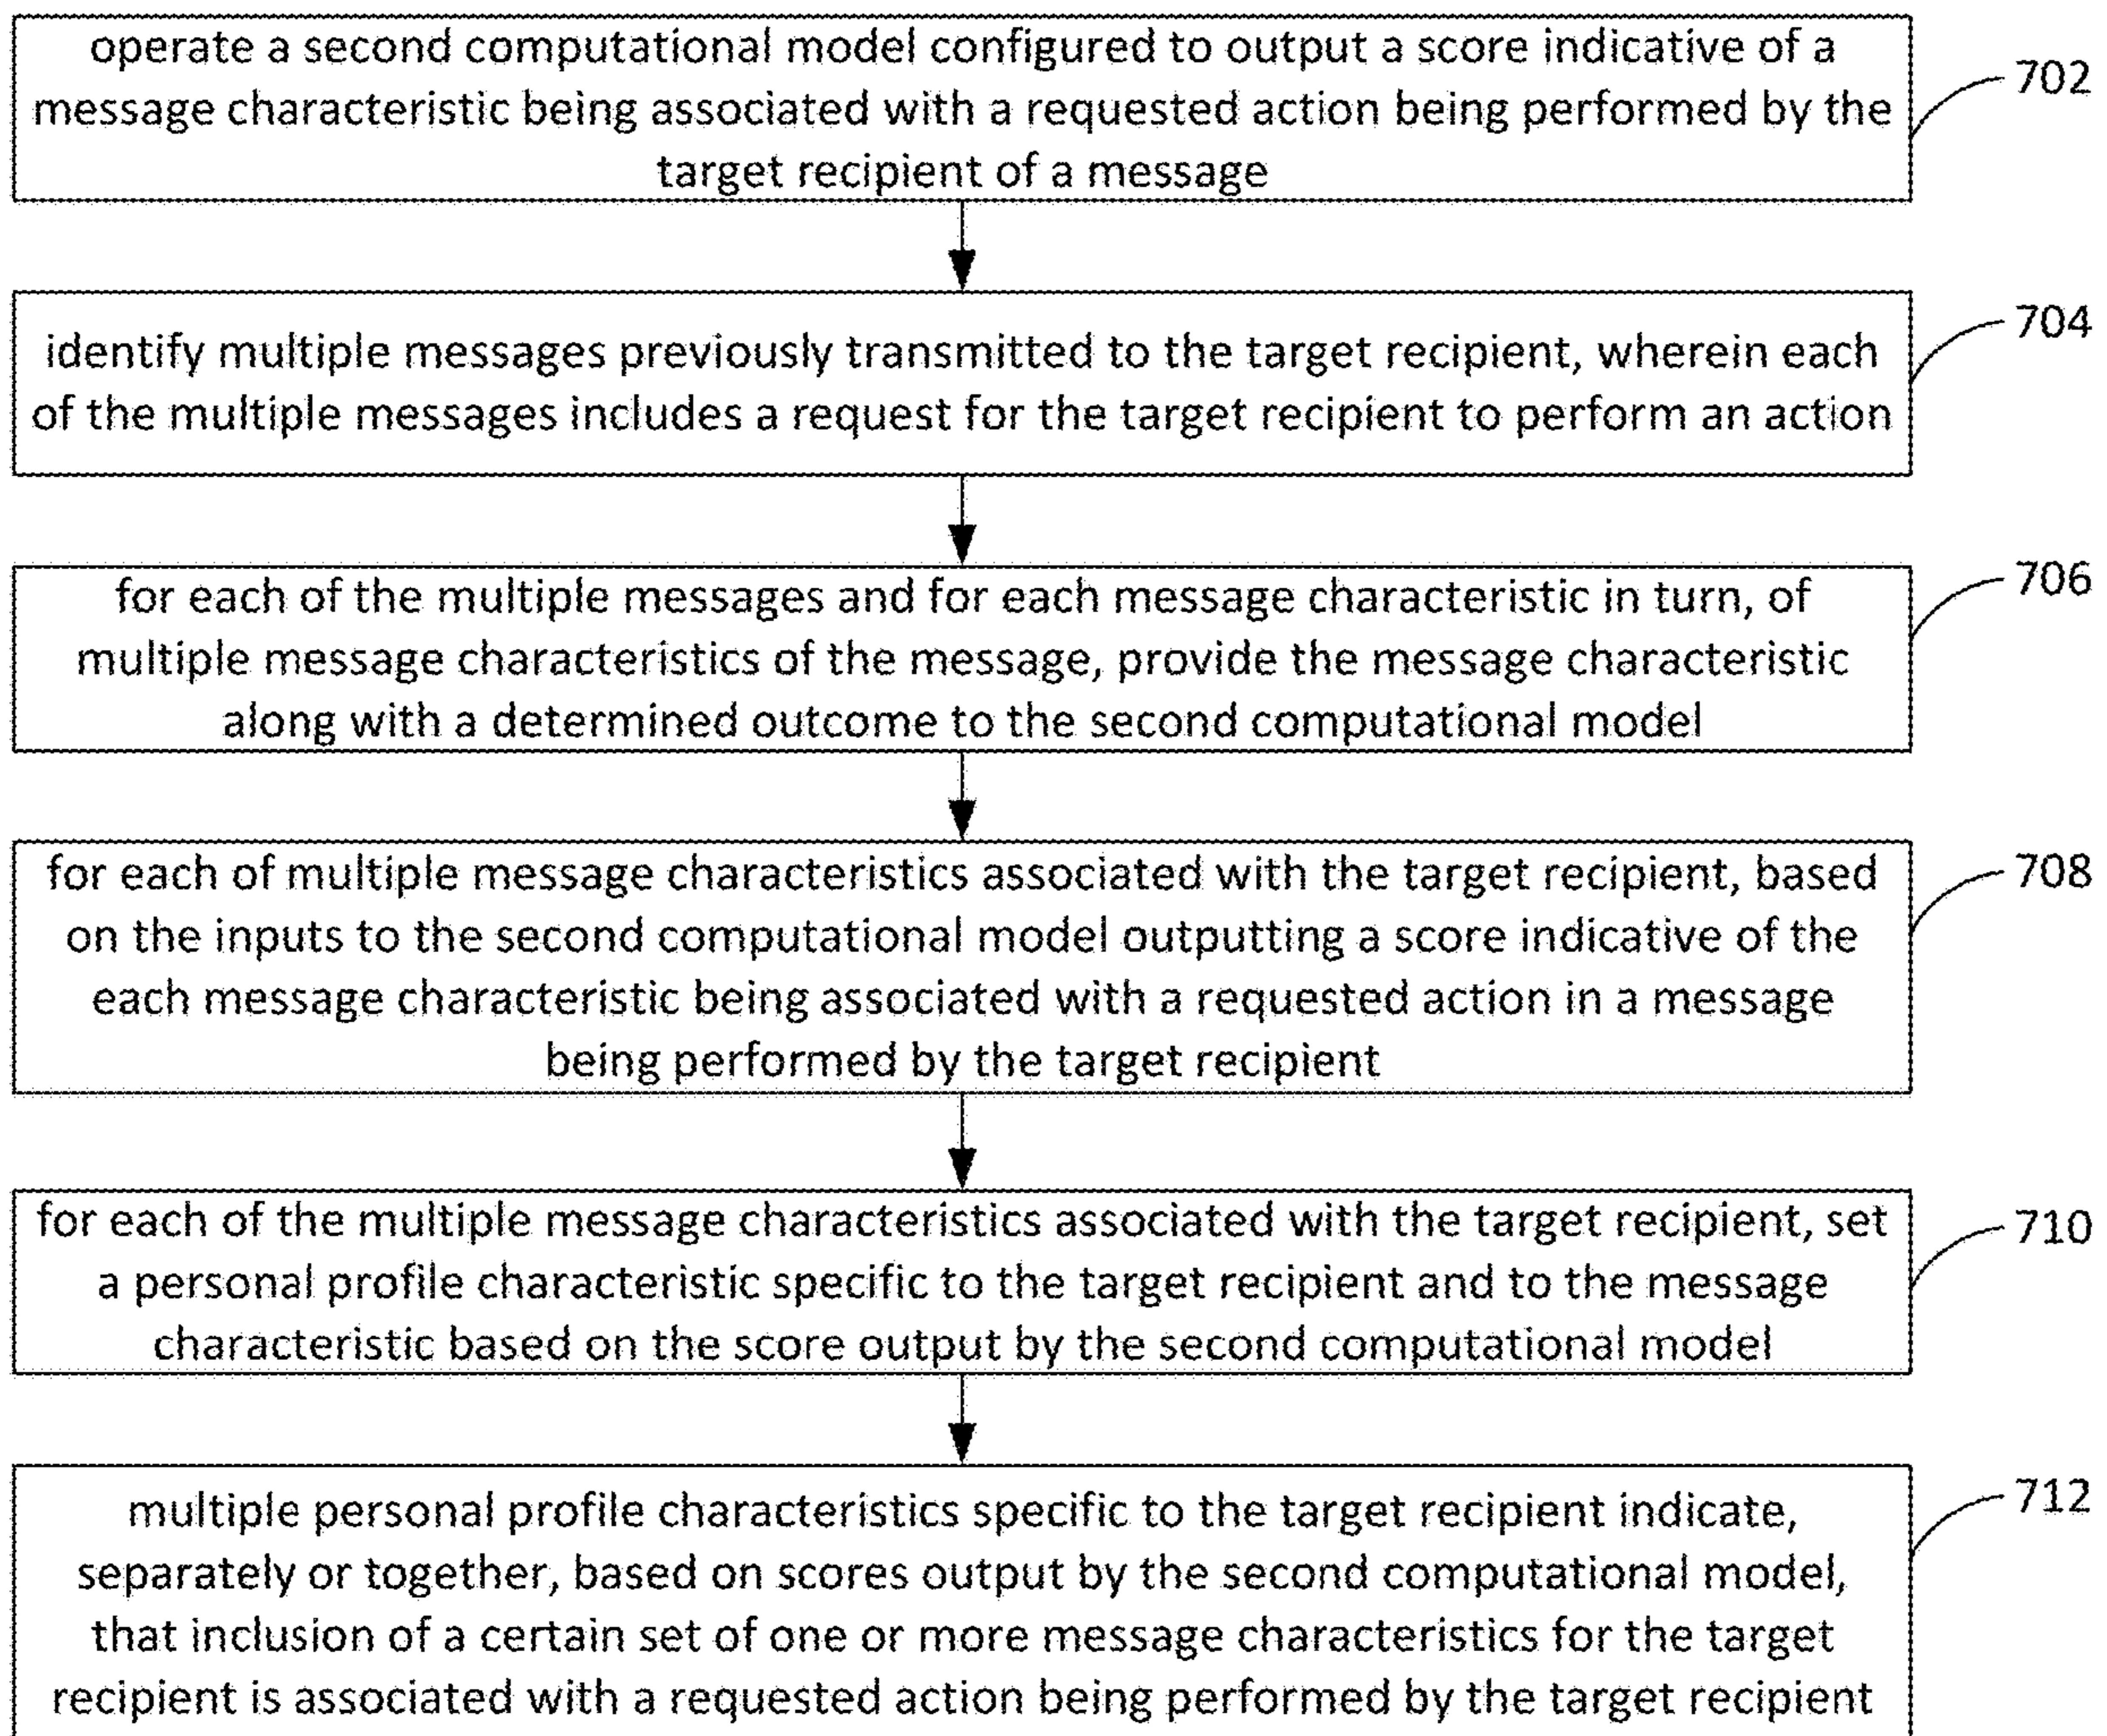 operate a second computational model configured to output a score indicative of a
message characteristic being associated with a requested action being performed by the
target recipient of a message
702
identify multiple messages previously transmitted to the target recipient, wherein each
of the multiple messages includes a request for the target recipient to perform an action
704
for each of the multiple messages and for each message characteristic in turn, of
multiple message characteristics of the message, provide the message characteristic
along with a determined outcome to the second computational model
706
for each of multiple message characteristics associated with the target recipient, based
on the inputs to the second computational model outputting a score indicative of the
each message characteristic being associated with a requested action in a message
being performed by the target recipient
708
for each of the multiple message characteristics associated with the target recipient, set
a personal profile characteristic specific to the target recipient and to the message
characteristic based on the score output by the second computational model
710
multiple personal profile characteristics specific to the target recipient indicate,
separately or together, based on scores output by the second computational model,
that inclusion of a certain set of one or more message characteristics for the target
recipient is associated with a requested action being performed by the target recipient
712